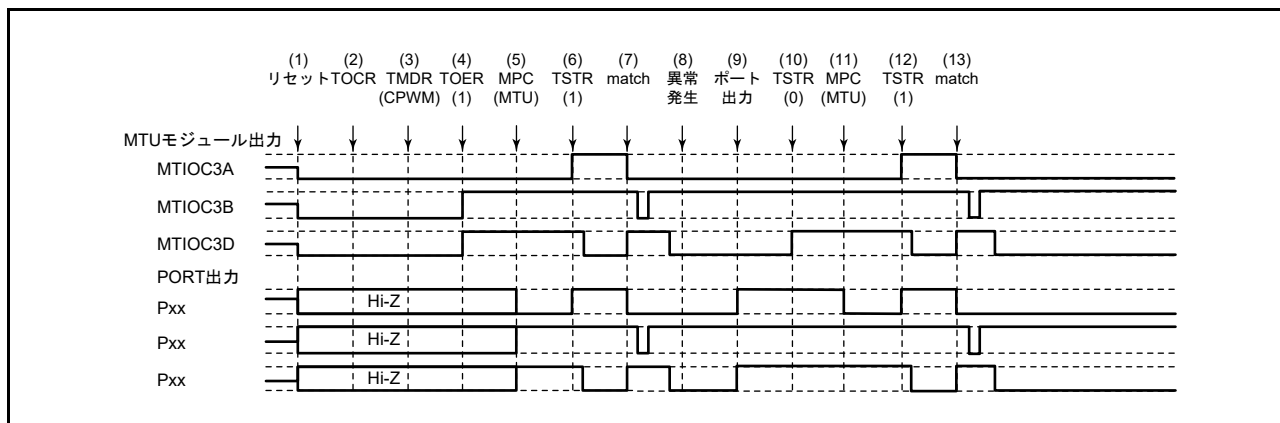 (1) (2) (3) (4) (5) (6) (7) (8) (9) (10) (11) (12) (13)
リセット TOCR TMDR TOER MPC TSTR match 異常 ポート TSTR MPC TSTR match
(CPWM) (1) (MTU) (1) 発生 出力 (0) (MTU) (1)
MTUモジュール出力
MTIOC3A
MTIOC3B
MTIOC3D
PORT出力
Pxx Hi-Z
Pxx Hi-Z
Pxx Hi-Z